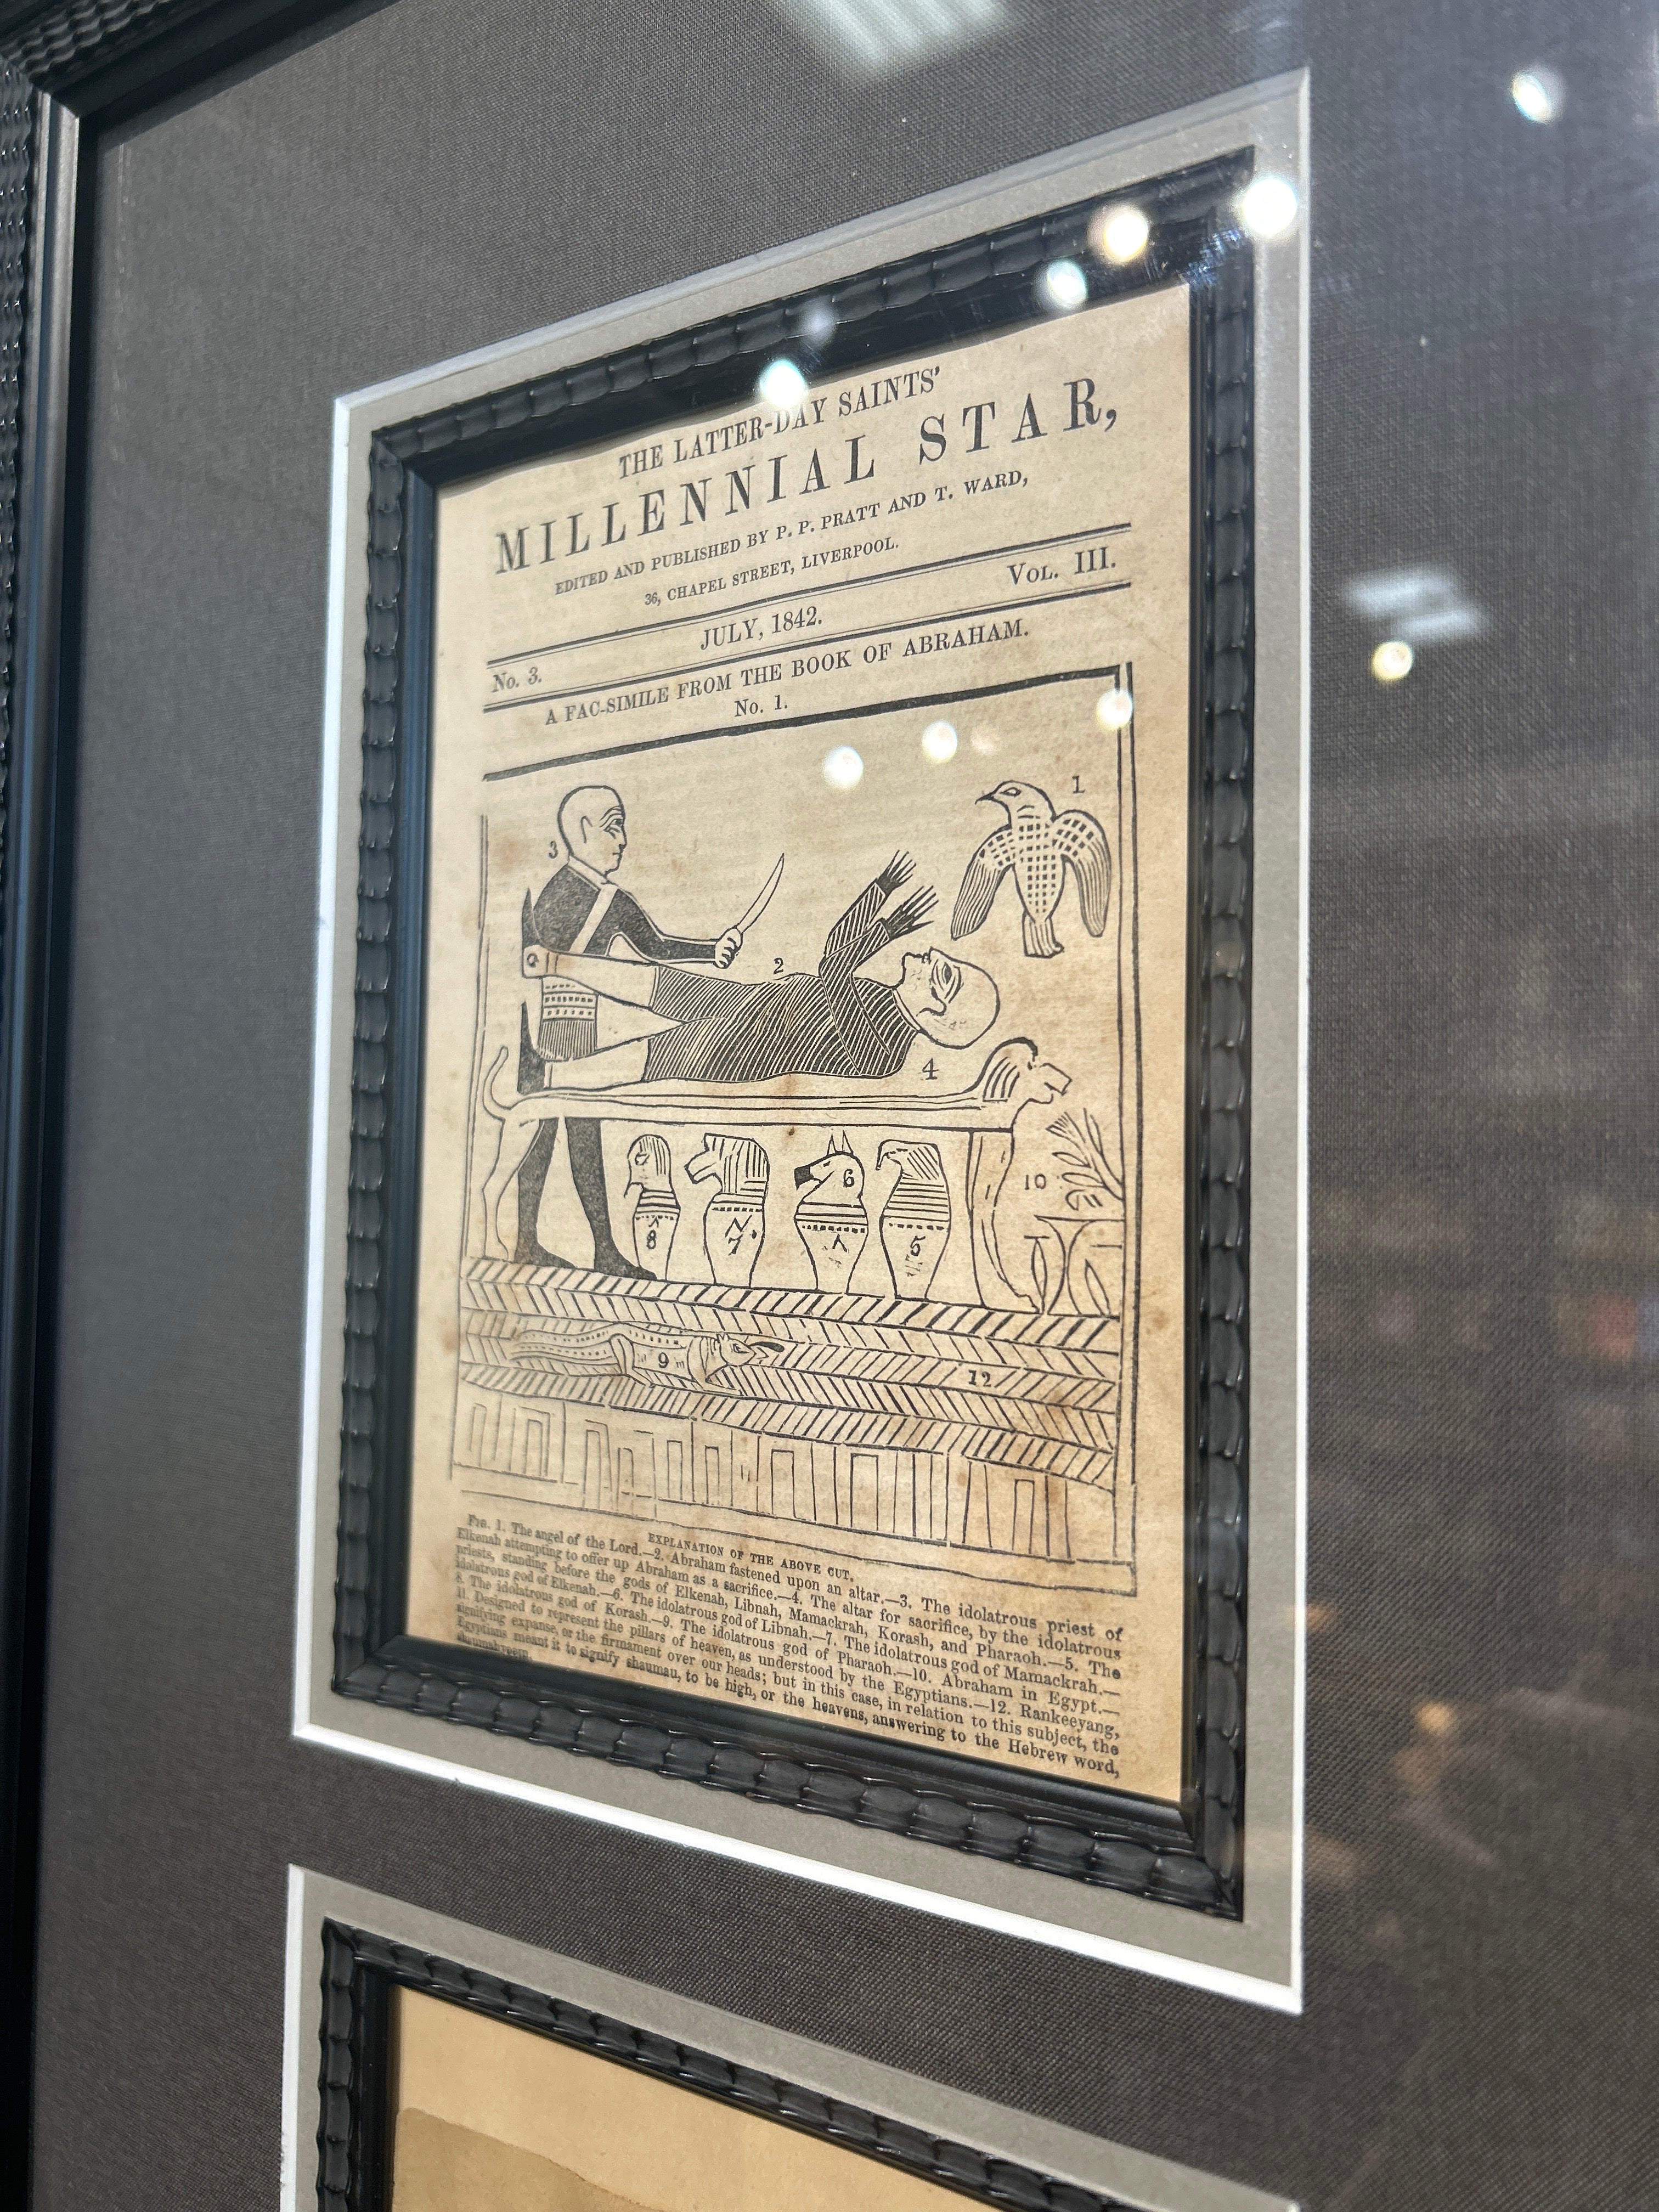 THE LATTER-DAY SAINTS'
MILLENNIAL STAR,
EDITED AND PUBLISHED BY P. P. PRATT AND T. WARD,
36, CHAPEL STREET, LIVERPOOL.
No. 3. JULY, 1842. Vol. III.
A FAC-SIMILE FROM THE BOOK OF ABRAHAM.
No. 1.
1
3
2
4
10
6
8
7
5
9
12
EXPLANATION OF THE ABOVE CUT.
Fig. 1. The angel of the Lord.—2. Abraham fastened upon an altar.—3. The idolatrous priest of
Elkenah attempting to offer up Abraham as a sacrifice.—4. The altar for sacrifice, by the idolatrous
priests, standing before the gods of Elkenah, Libnah, Mamackrah, Korash, and Pharaoh.—5. The
idolatrous god of Elkenah.—6. The idolatrous god of Libnah.—7. The idolatrous god of Mamackrah.—
8. The idolatrous god of Korash.—9. The idolatrous god of Pharaoh.—10. Abraham in Egypt.—
11. Designed to represent the pillars of heaven, as understood by the Egyptians.—12. Rankeeyang,
signifying expanse, or the firmament over our heads; but in this case, in relation to this subject, the
Egyptians meant it to signify shaumau, to be high, or the heavens, answering to the Hebrew word,
shaumahyeem.